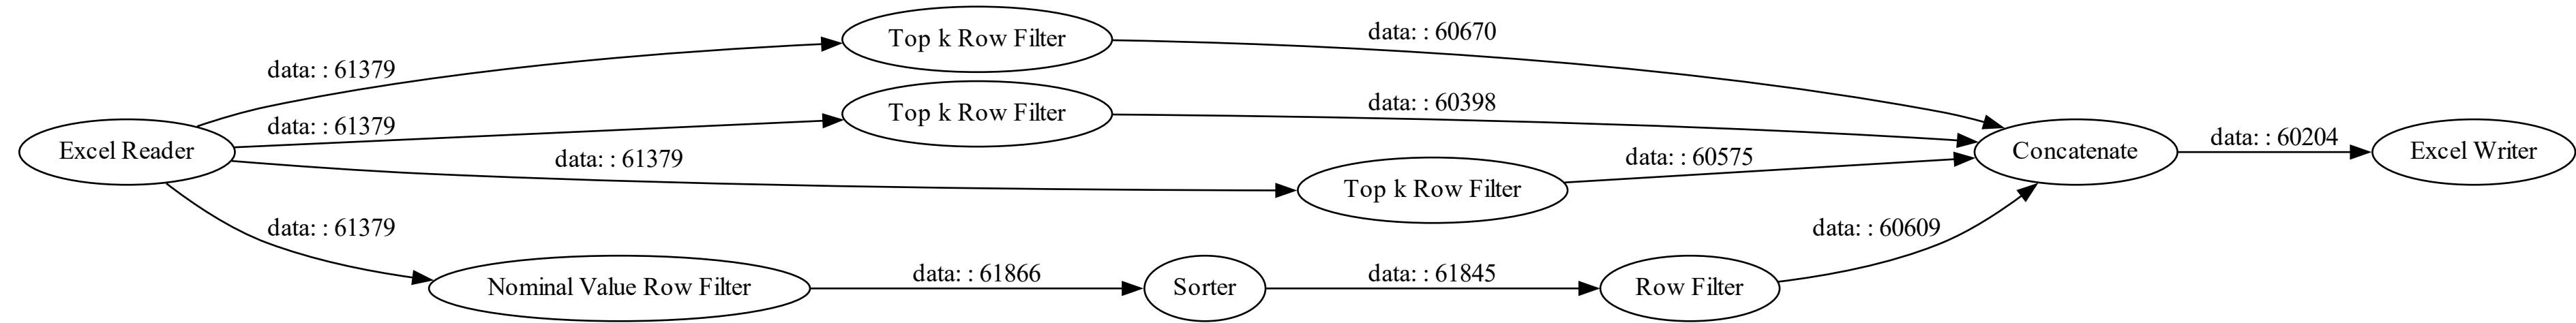 Excel Reader
data: : 61379
data: : 61379
data: : 61379
data: : 61379
Top k Row Filter
Top k Row Filter
Top k Row Filter
Nominal Value Row Filter
data: : 61866
Sorter
data: : 61845
Row Filter
data: : 60670
data: : 60398
data: : 60575
data: : 60609
Concatenate
data: : 60204
Excel Writer